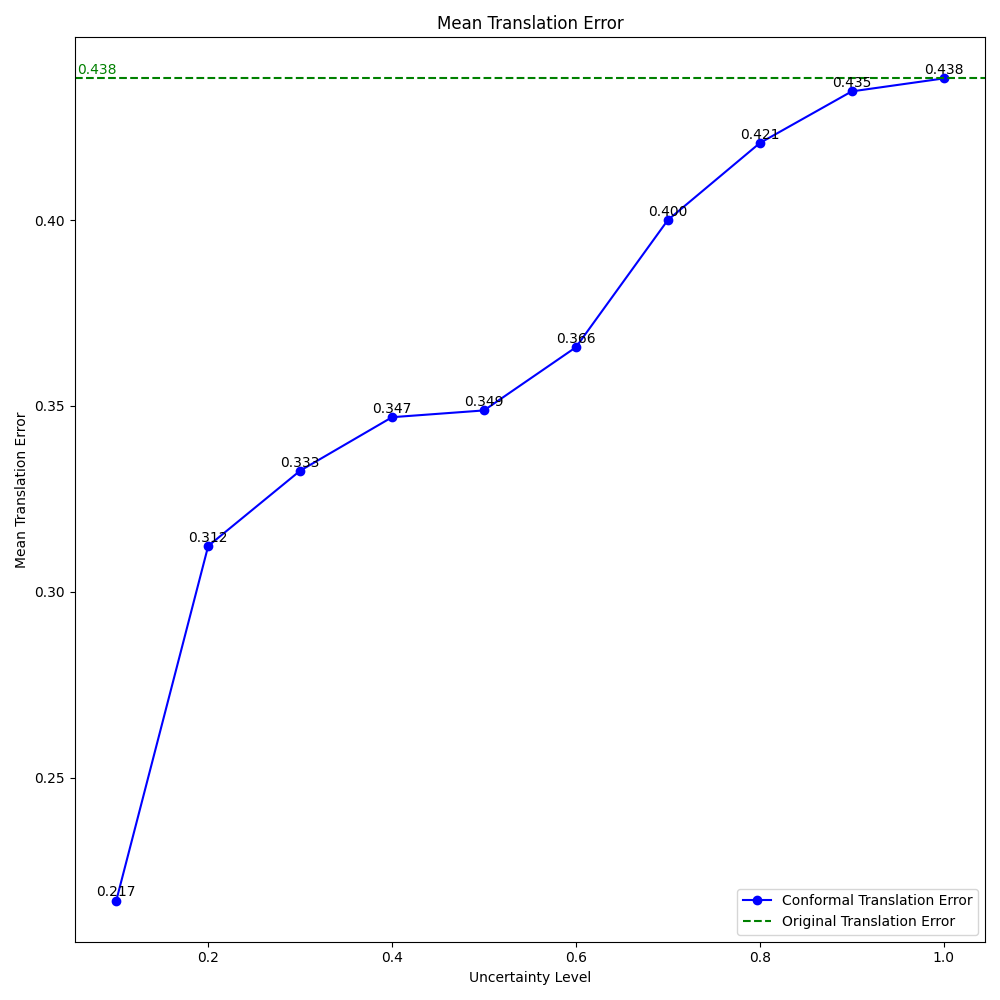 Mean Translation Error
0.438
0.438
0.435
0.421
0.400
0.366
0.349
0.347
0.333
0.312
0.217
0.40
0.35
0.30
0.25
Mean Translation Error
0.2 0.4 0.6 0.8 1.0
Uncertainty Level
Conformal Translation Error
Original Translation Error